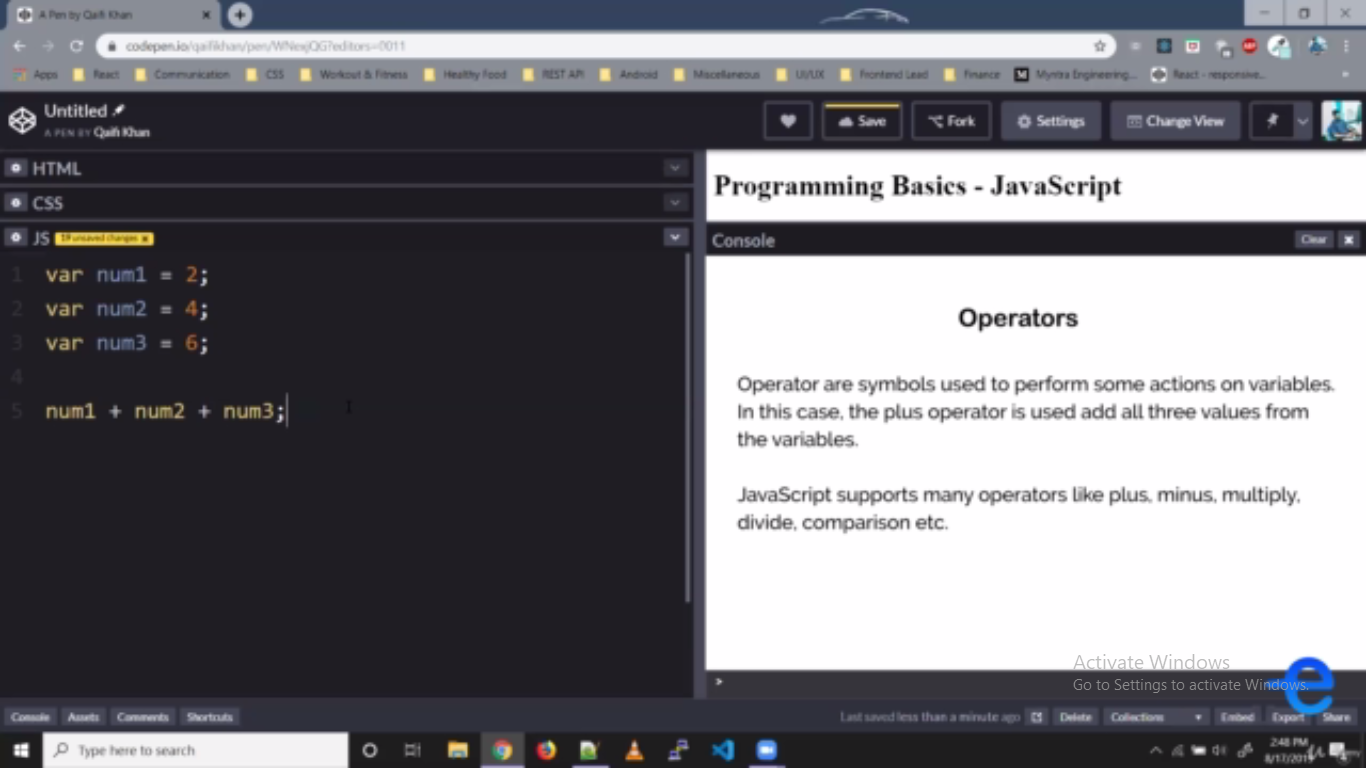 A Pen by Qaifi Khan
codepen.io/qaifikhan/pen/WNexjQG?editors=0011
Apps React Communication CSS Workout & Fitness Healthy Food REST API Android Miscellaneous UI/UX Frontend Lead Finance Myntra Engineering... React - responsive...
Untitled
A PEN BY Qaifi Khan
Save Fork Settings Change View
HTML
CSS
JS 19 unsaved changes x
1 var num1 = 2;
2 var num2 = 4;
3 var num3 = 6;
4
5 num1 + num2 + num3;
Programming Basics - JavaScript
Console Clear
Operators
Operator are symbols used to perform some actions on variables.
In this case, the plus operator is used add all three values from
the variables.
JavaScript supports many operators like plus, minus, multiply,
divide, comparison etc.
>
Activate Windows
Go to Settings to activate Windows.
e
Console Assets Comments Shortcuts
Last saved less than a minute ago Delete Collections Embed Export Share
Type here to search
2:48 PM